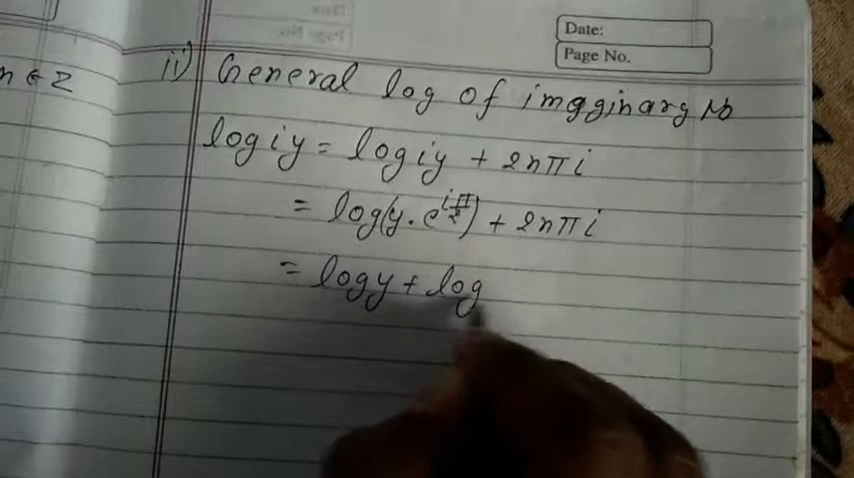 Date:
Page No.
n ∈ Z
ii) General log of imagginary No
log iy = log iy + 2nπi
= log(y. e^{iπ/2}) + 2nπi
= log y + log